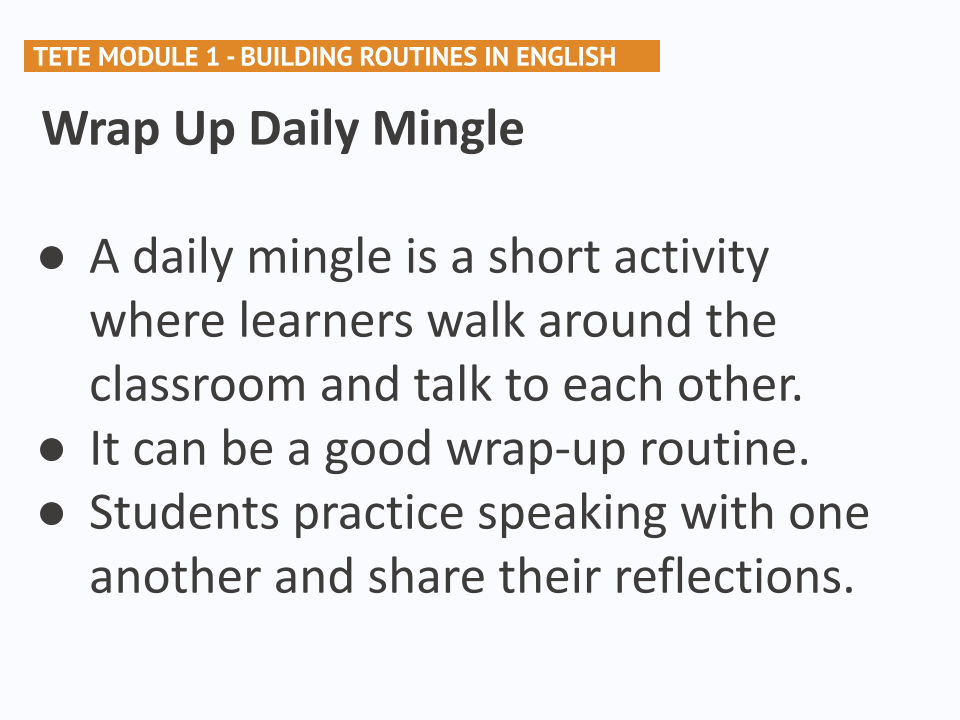 TETE MODULE 1 - BUILDING ROUTINES IN ENGLISH
Wrap Up Daily Mingle
● A daily mingle is a short activity
where learners walk around the
classroom and talk to each other.
● It can be a good wrap-up routine.
● Students practice speaking with one
another and share their reflections.